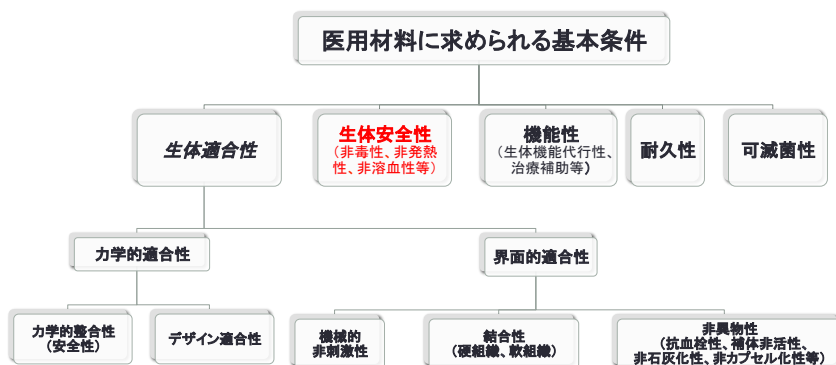 医用材料に求められる基本条件
生体適合性
生体安全性
（非毒性、非発熱
性、非溶血性等）
機能性
（生体機能代行性、
治療補助等）
耐久性
可滅菌性
力学的適合性
界面的適合性
力学的整合性
（安全性）
デザイン適合性
機械的
非刺激性
結合性
（硬組織、軟組織）
非異物性
（抗血栓性、補体非活性、
非石灰化性、非カプセル化性等）